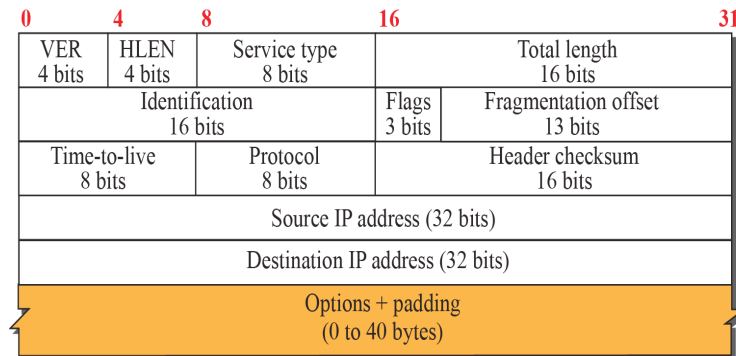 0 4 8 16 31
VER HLEN Service type Total length
4 bits 4 bits 8 bits 16 bits
Identification Flags Fragmentation offset
16 bits 3 bits 13 bits
Time-to-live Protocol Header checksum
8 bits 8 bits 16 bits
Source IP address (32 bits)
Destination IP address (32 bits)
Options + padding
(0 to 40 bytes)